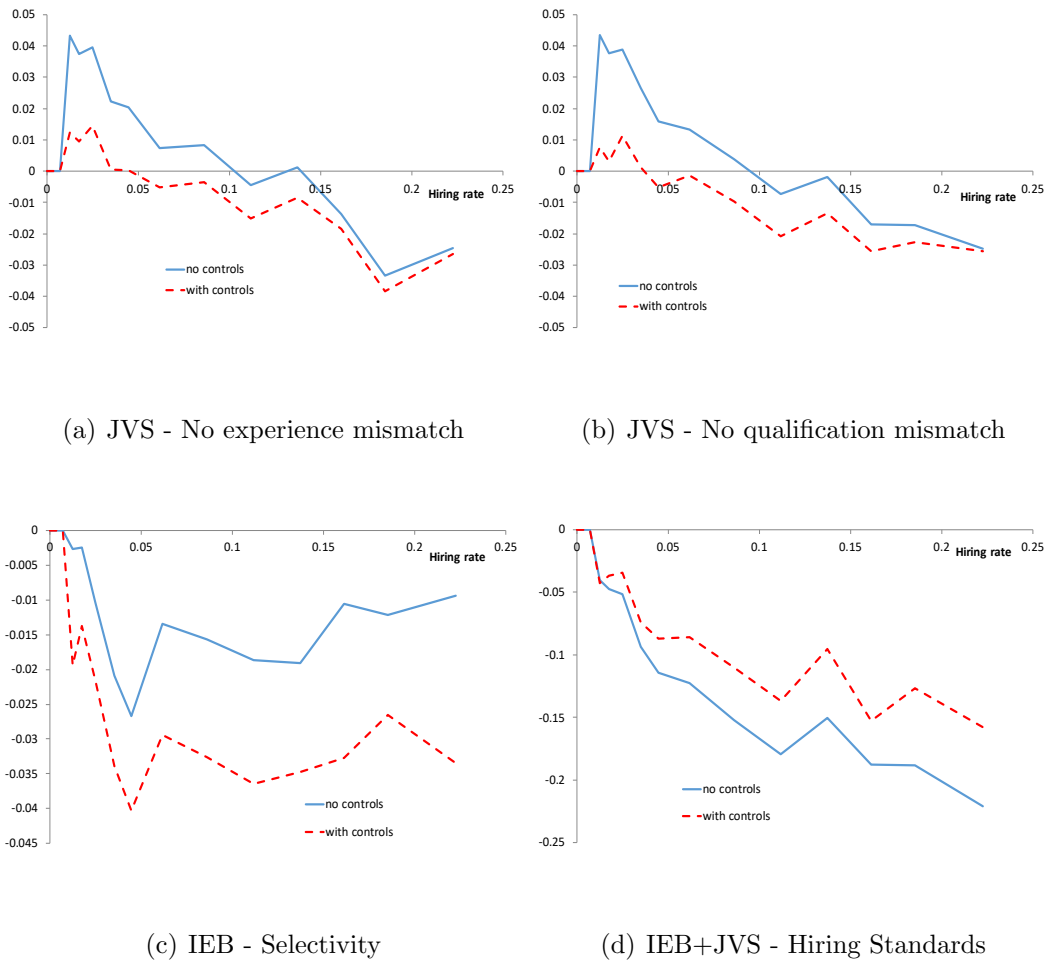 0.05
0.04
0.03
0.02
0.01
0
-0.01
-0.02
-0.03
-0.04
-0.05
0 0.05 0.1 0.15 0.2 0.25
Hiring rate
no controls
with controls
(a) JVS - No experience mismatch
0.05
0.04
0.03
0.02
0.01
0
-0.01
-0.02
-0.03
-0.04
-0.05
0 0.05 0.1 0.15 0.2 0.25
Hiring rate
no controls
with controls
(b) JVS - No qualification mismatch
0
-0.005
-0.01
-0.015
-0.02
-0.025
-0.03
-0.035
-0.04
-0.045
0 0.05 0.1 0.15 0.2 0.25
Hiring rate
no controls
with controls
(c) IEB - Selectivity
0
-0.05
-0.1
-0.15
-0.2
-0.25
0 0.05 0.1 0.15 0.2 0.25
Hiring rate
no controls
with controls
(d) IEB+JVS - Hiring Standards